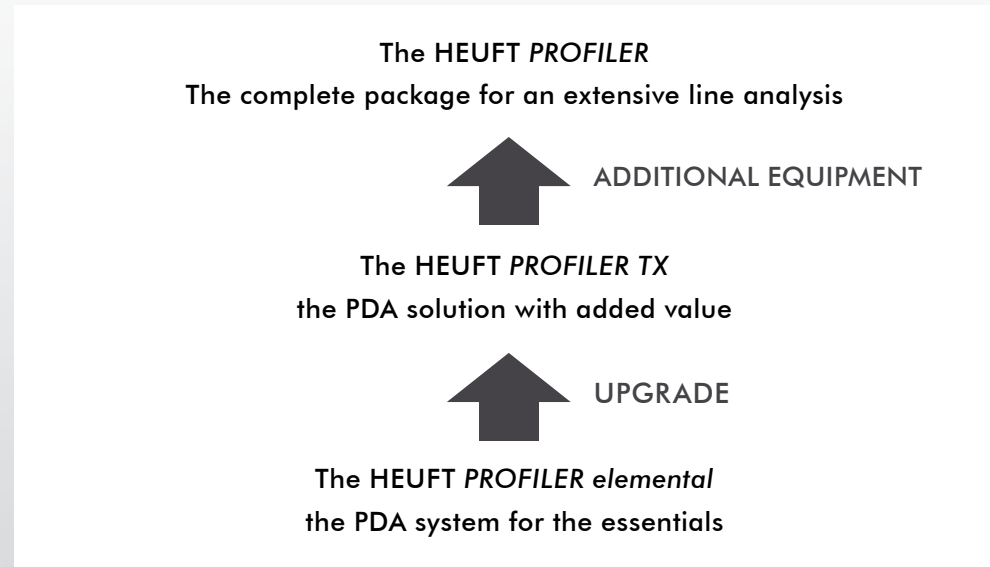 The HEUFT PROFILER
The complete package for an extensive line analysis
ADDITIONAL EQUIPMENT
The HEUFT PROFILER TX
the PDA solution with added value
UPGRADE
The HEUFT PROFILER elemental
the PDA system for the essentials